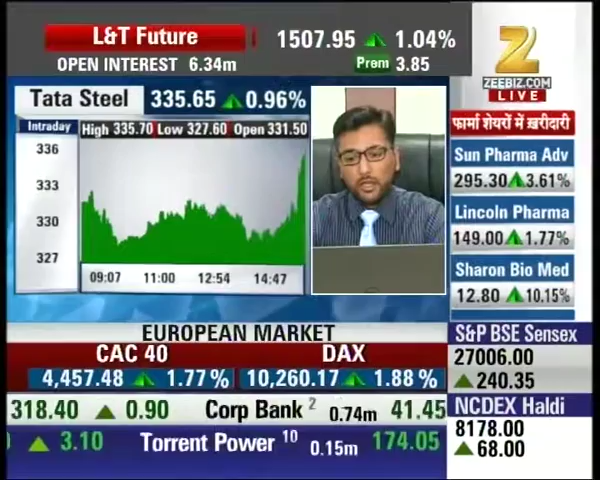 L&T Future
1507.95 1.04%
OPEN INTEREST 6.34m
Prem 3.85
Z
ZEEBIZ.COM
LIVE
Tata Steel 335.65 0.96%
Intraday High 335.70 Low 327.60 Open 331.50
336
333
330
327
09:07 11:00 12:54 14:47
फार्मा शेयरों में ख़रीदारी
Sun Pharma Adv
295.30 3.61%
Lincoln Pharma
149.00 1.77%
Sharon Bio Med
12.80 10.15%
EUROPEAN MARKET
CAC 40 DAX
4,457.48 1.77% 10,260.17 1.88%
S&P BSE Sensex
27006.00
240.35
318.40 0.90 Corp Bank 2 0.74m 41.45
3.10 Torrent Power 10 0.15m 174.05
NCDEX Haldi
8178.00
68.00